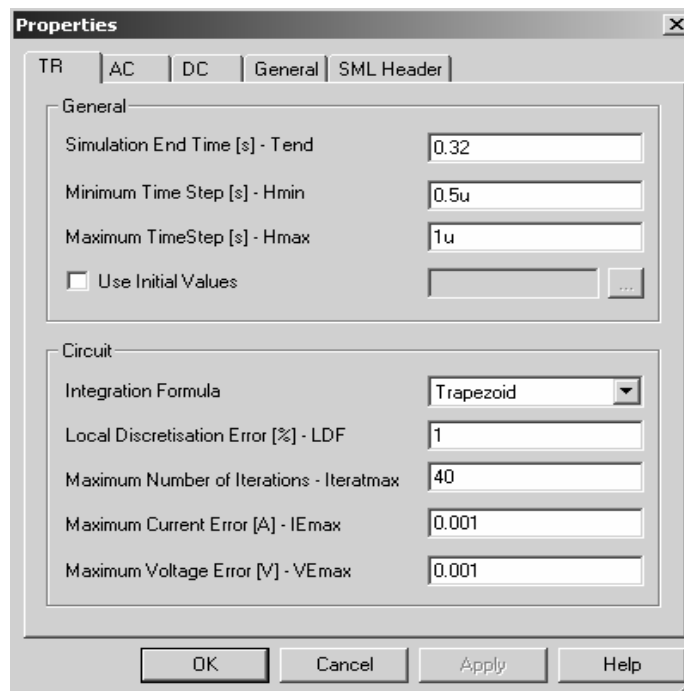 Properties
TR AC DC General SML Header
General
Simulation End Time [s] - Tend 0.32
Minimum Time Step [s] - Hmin 0.5u
Maximum TimeStep [s] - Hmax 1u
Use Initial Values ...
Circuit
Integration Formula Trapezoid
Local Discretisation Error [%] - LDF 1
Maximum Number of Iterations - Iteratmax 40
Maximum Current Error [A] - IEmax 0.001
Maximum Voltage Error [V] - VEmax 0.001
OK Cancel Apply Help